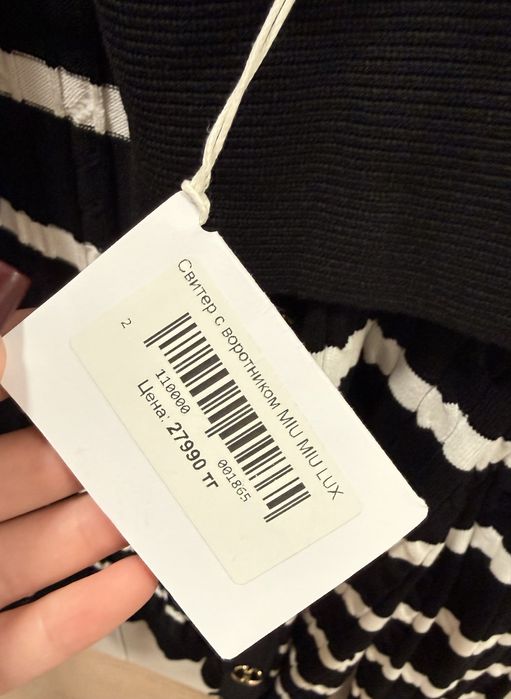 Свитер с воротником MIU MIU LUX
2
110000 001865
Цена: 27990 тг